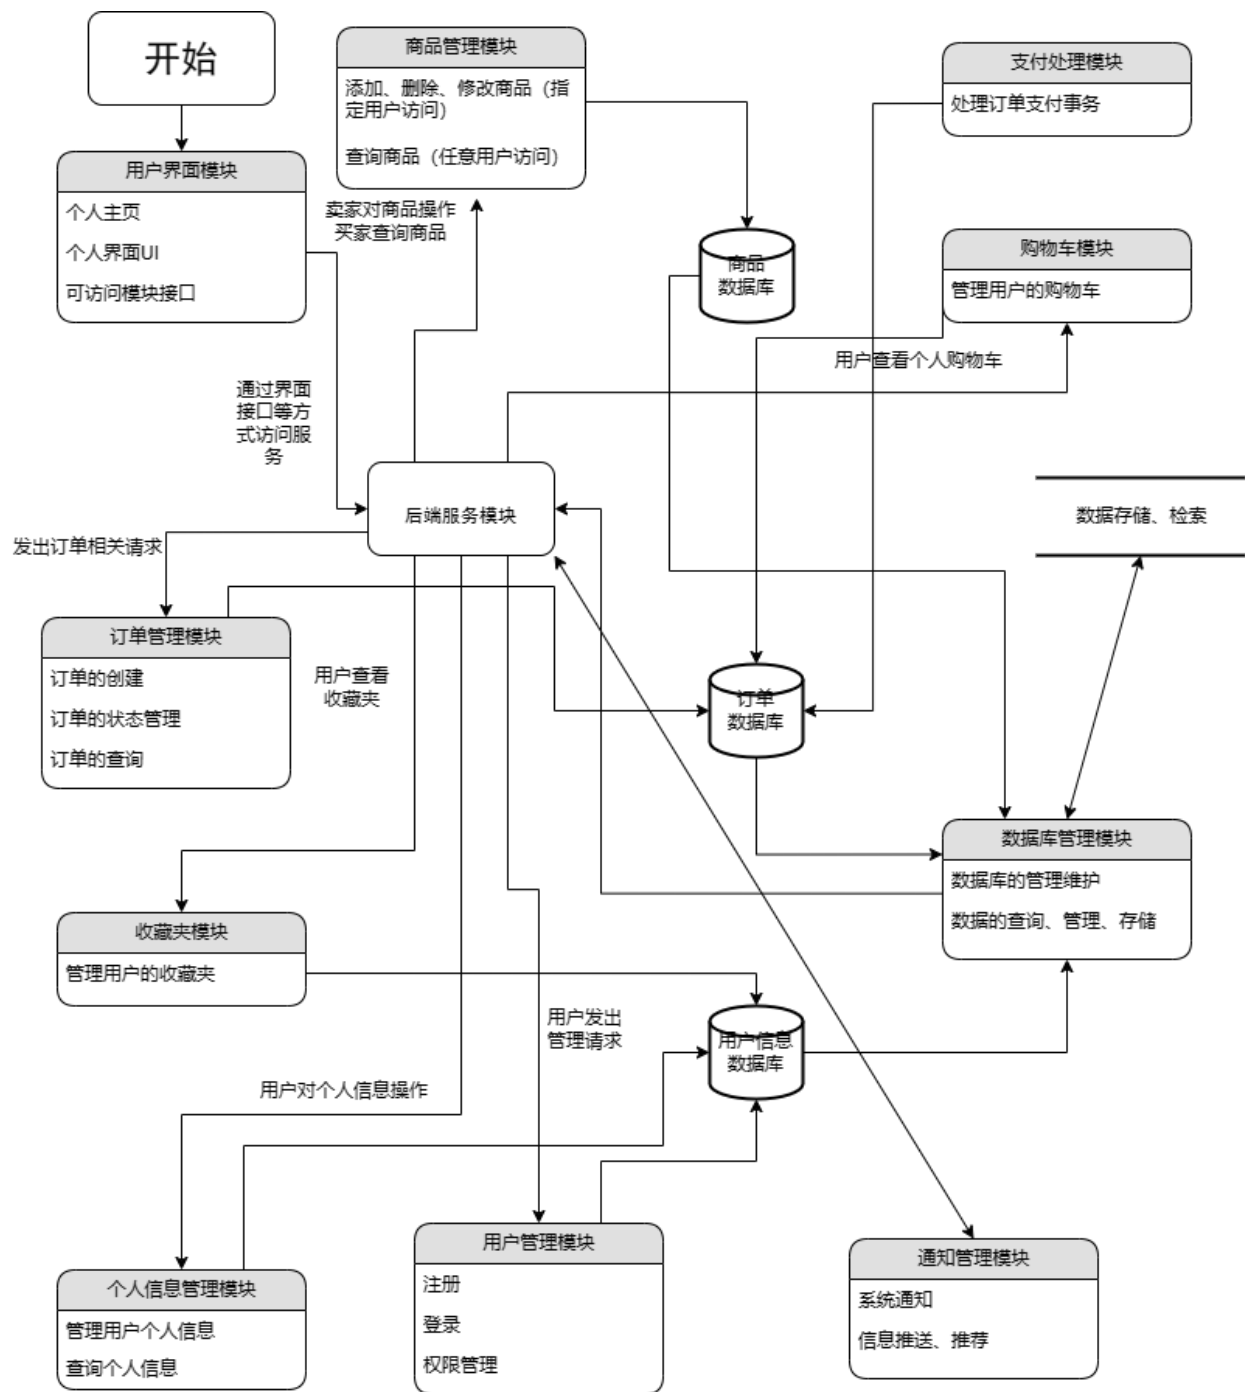 开始
商品管理模块
添加、删除、修改商品（指
定用户访问）
查询商品（任意用户访问）
支付处理模块
处理订单支付事务
用户界面模块
个人主页
个人界面UI
可访问模块接口
卖家对商品操作
买家查询商品
商品
数据库
购物车模块
管理用户的购物车
用户查看个人购物车
通过界面
接口等方
式访问服
务
后端服务模块
数据存储、检索
发出订单相关请求
订单管理模块
订单的创建
订单的状态管理
订单的查询
用户查看
收藏夹
订单
数据库
数据库管理模块
数据库的管理维护
数据的查询、管理、存储
收藏夹模块
管理用户的收藏夹
用户发出
管理请求
用户信息
数据库
用户对个人信息操作
个人信息管理模块
管理用户个人信息
查询个人信息
用户管理模块
注册
登录
权限管理
通知管理模块
系统通知
信息推送、推荐